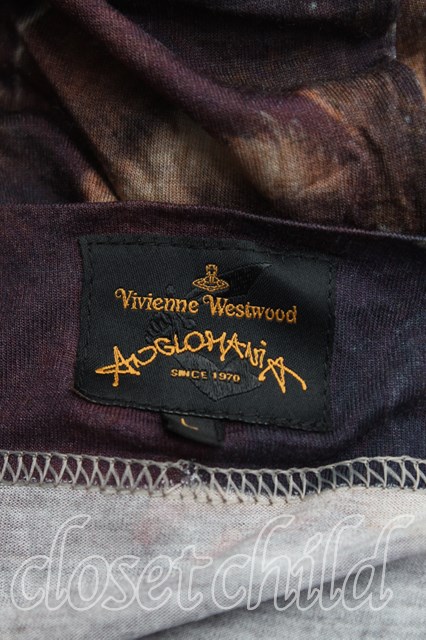 Vivienne Westwood
ANGLOMANIA
SINCE 1970
L
closet child